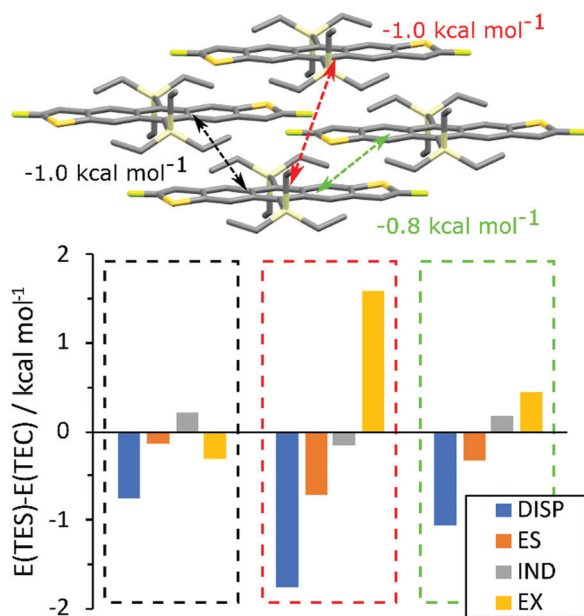 -1.0 kcal mol⁻¹
-1.0 kcal mol⁻¹
-0.8 kcal mol⁻¹
E(TES)-E(TEC) / kcal mol⁻¹
2
1
0
-1
-2
DISP
ES
IND
EX